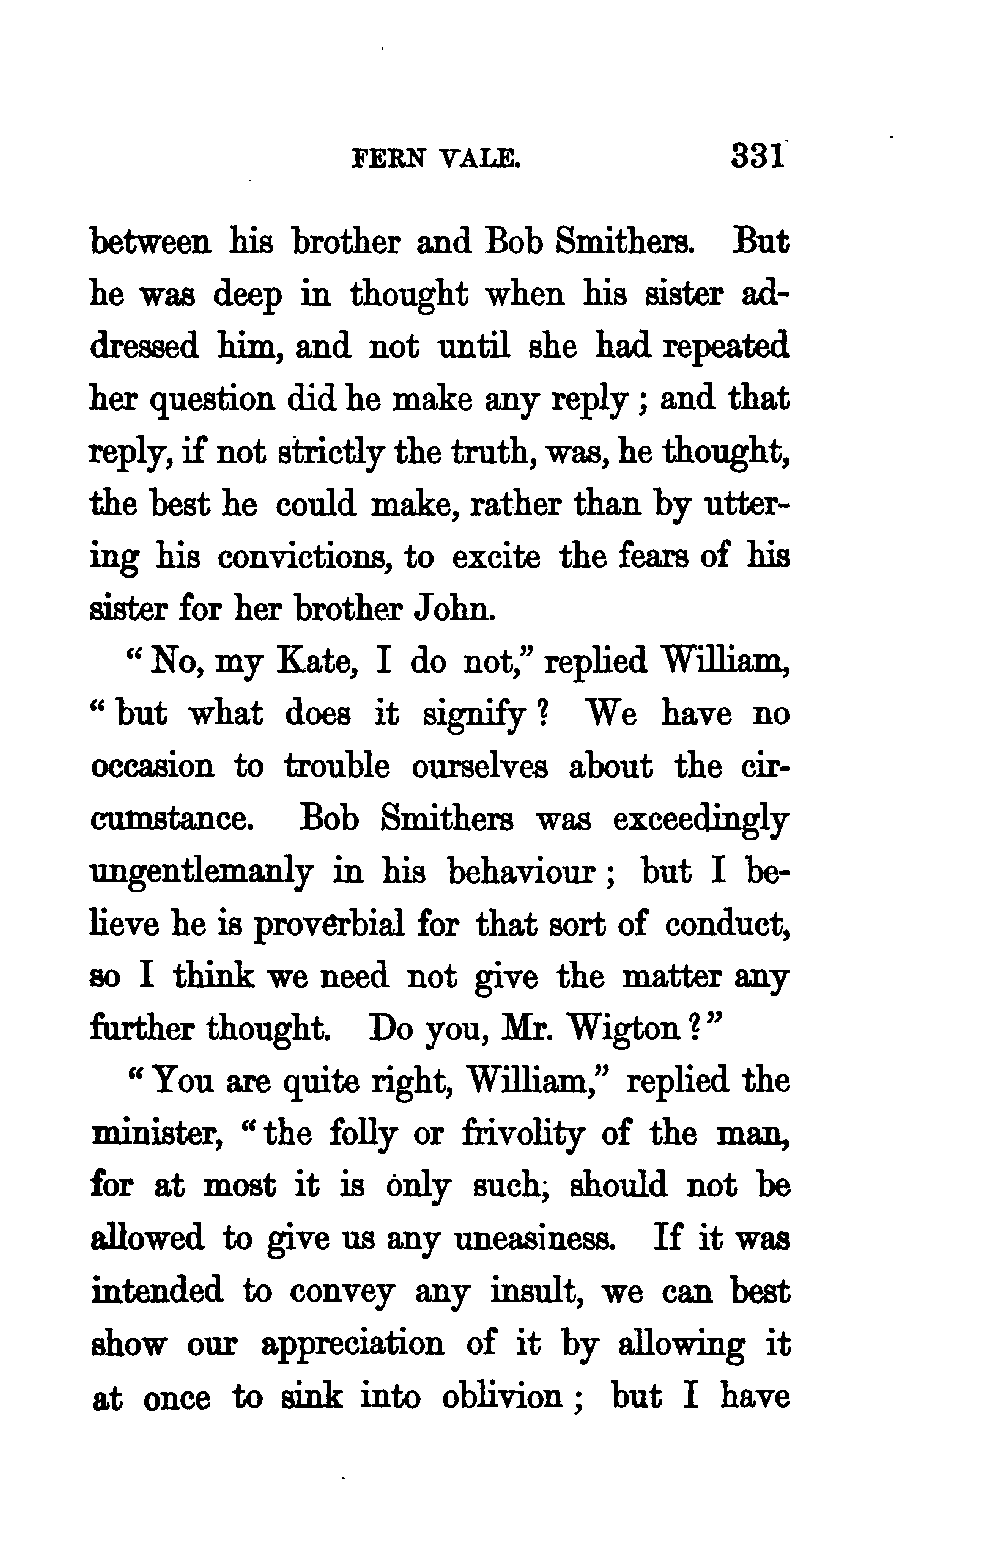 FERN VALE. 331
between his brother and Bob Smithers. But
he was deep in thought when his sister ad-
dressed him, and not until she had repeated
her question did he make any reply ; and that
reply, if not strictly the truth, was, he thought,
the best he could make, rather than by utter-
ing his convictions, to excite the fears of his
sister for her brother John.
“ No, my Kate, I do not,” replied William,
“ but what does it signify ? We have no
occasion to trouble ourselves about the cir-
cumstance. Bob Smithers was exceedingly
ungentlemanly in his behaviour ; but I be-
lieve he is proverbial for that sort of conduct,
so I think we need not give the matter any
further thought. Do you, Mr. Wigton ?”
“ You are quite right, William,” replied the
minister, “ the folly or frivolity of the man,
for at most it is only such, should not be
allowed to give us any uneasiness. If it was
intended to convey any insult, we can best
show our appreciation of it by allowing it
at once to sink into oblivion ; but I have